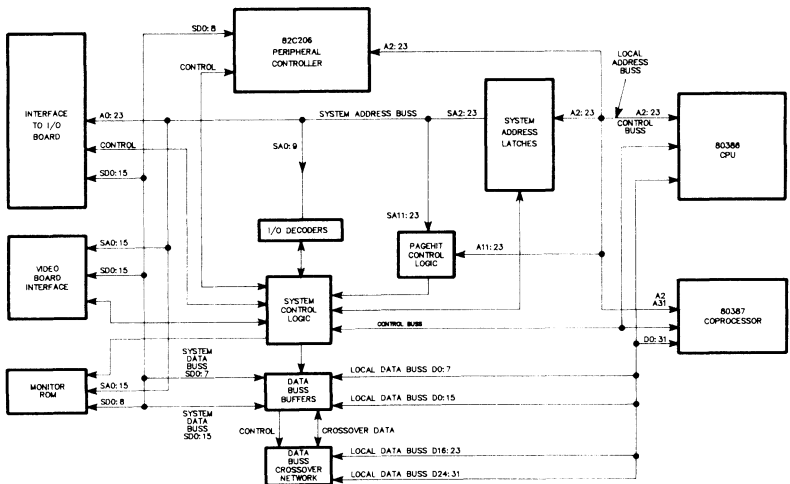 SD0:8
82C206
PERIPHERAL
CONTROLLER
A2:23
CONTROL
LOCAL
ADDRESS
BUSS
INTERFACE
TO I/O
BOARD
A0:23
SYSTEM ADDRESS BUSS
SA2:23
SYSTEM
ADDRESS
LATCHES
A2:23
A2:23
CONTROL
BUSS
80386
CPU
CONTROL
SD0:15
SA0:9
SA11:23
I/O DECODERS
PAGEHIT
CONTROL
LOGIC
A11:23
VIDEO
BOARD
INTERFACE
SA0:15
SD0:15
SYSTEM
CONTROL
LOGIC
CONTROL BUSS
A2
A31
80387
COPROCESSOR
D0:31
MONITOR
ROM
SA0:15
SD0:8
SYSTEM
DATA
BUSS
SD0:7
SYSTEM
DATA
BUSS
SD0:15
DATA
BUSS
BUFFERS
LOCAL DATA BUSS D0:7
LOCAL DATA BUSS D0:15
CONTROL
CROSSOVER DATA
DATA
BUSS
CROSSOVER
NETWORK
LOCAL DATA BUSS D16:23
LOCAL DATA BUSS D24:31